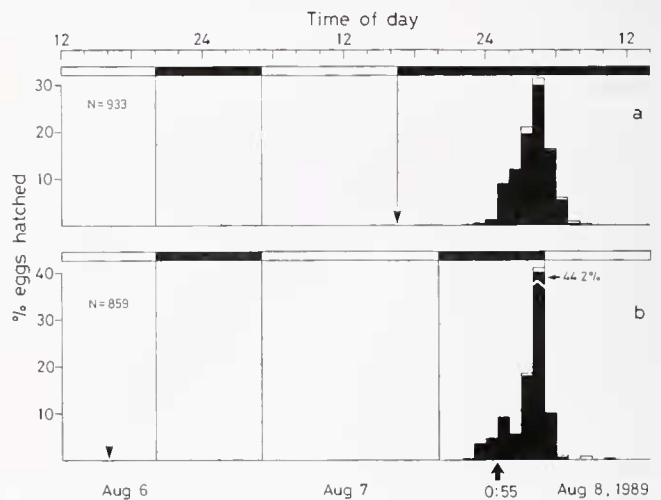 Time of day
12 24 12 24 12
30
N=933
a
20
10
% eggs hatched
40
44.2%
N=859
b
30
20
10
Aug 6 Aug 7 0:55 Aug 8, 1989